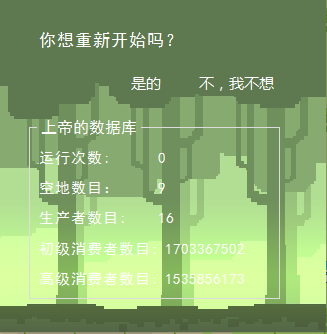 你想重新开始吗？
是的 不，我不想
上帝的数据库
运行次数： 0
空地数目： 9
生产者数目： 16
初级消费者数目：1703367502
高级消费者数目：1535856173